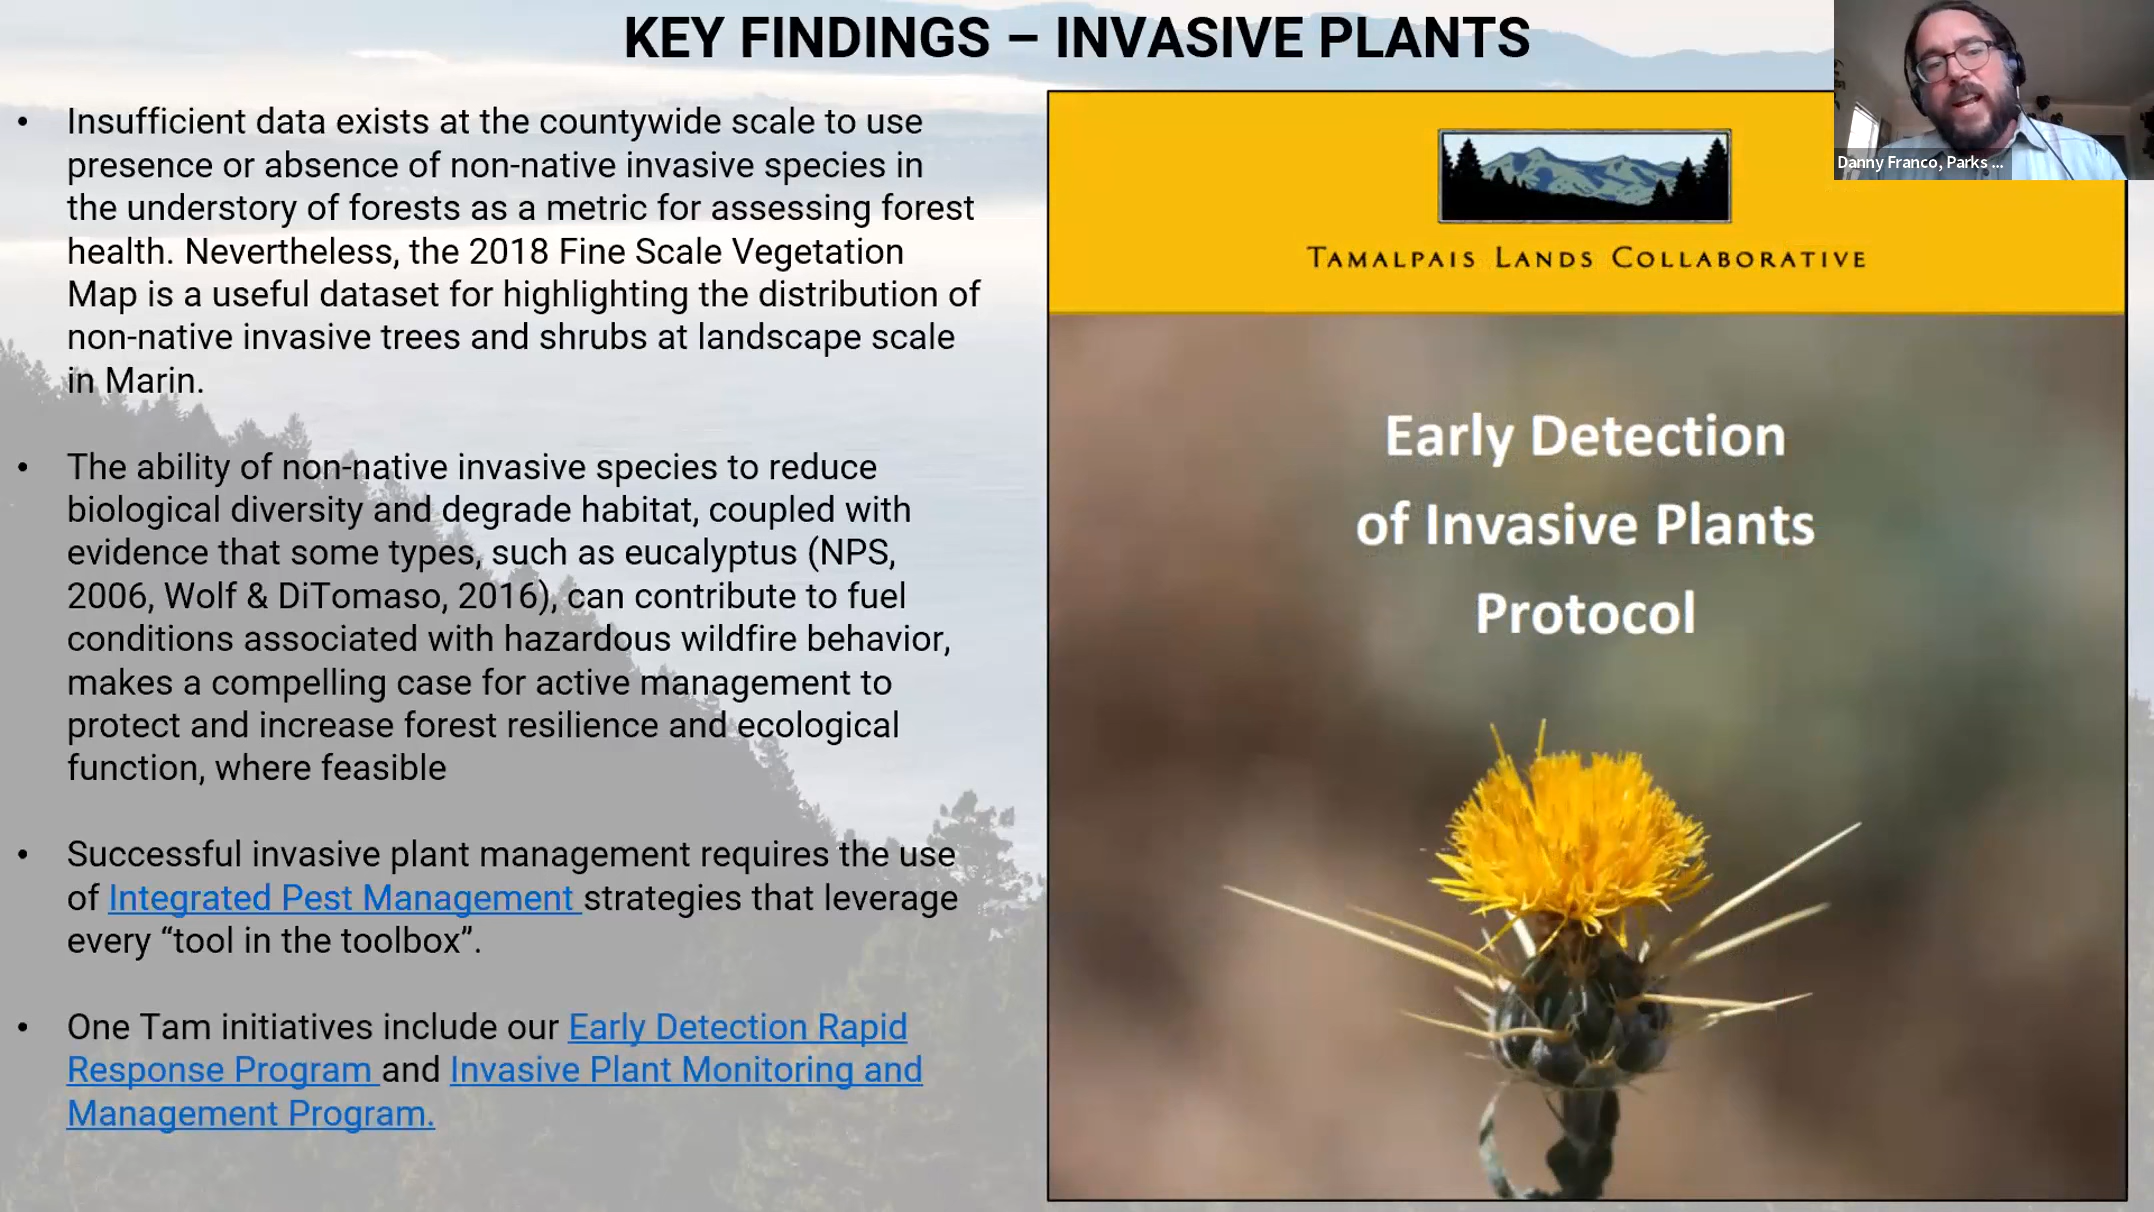 KEY FINDINGS – INVASIVE PLANTS
• Insufficient data exists at the countywide scale to use
presence or absence of non-native invasive species in
the understory of forests as a metric for assessing forest
health. Nevertheless, the 2018 Fine Scale Vegetation
Map is a useful dataset for highlighting the distribution of
non-native invasive trees and shrubs at landscape scale
in Marin.
• The ability of non-native invasive species to reduce
biological diversity and degrade habitat, coupled with
evidence that some types, such as eucalyptus (NPS,
2006, Wolf & DiTomaso, 2016), can contribute to fuel
conditions associated with hazardous wildfire behavior,
makes a compelling case for active management to
protect and increase forest resilience and ecological
function, where feasible
• Successful invasive plant management requires the use
of Integrated Pest Management strategies that leverage
every “tool in the toolbox”.
• One Tam initiatives include our Early Detection Rapid
Response Program and Invasive Plant Monitoring and
Management Program.
TAMALPAIS LANDS COLLABORATIVE
Early Detection
of Invasive Plants
Protocol
Danny Franco, Parks ...